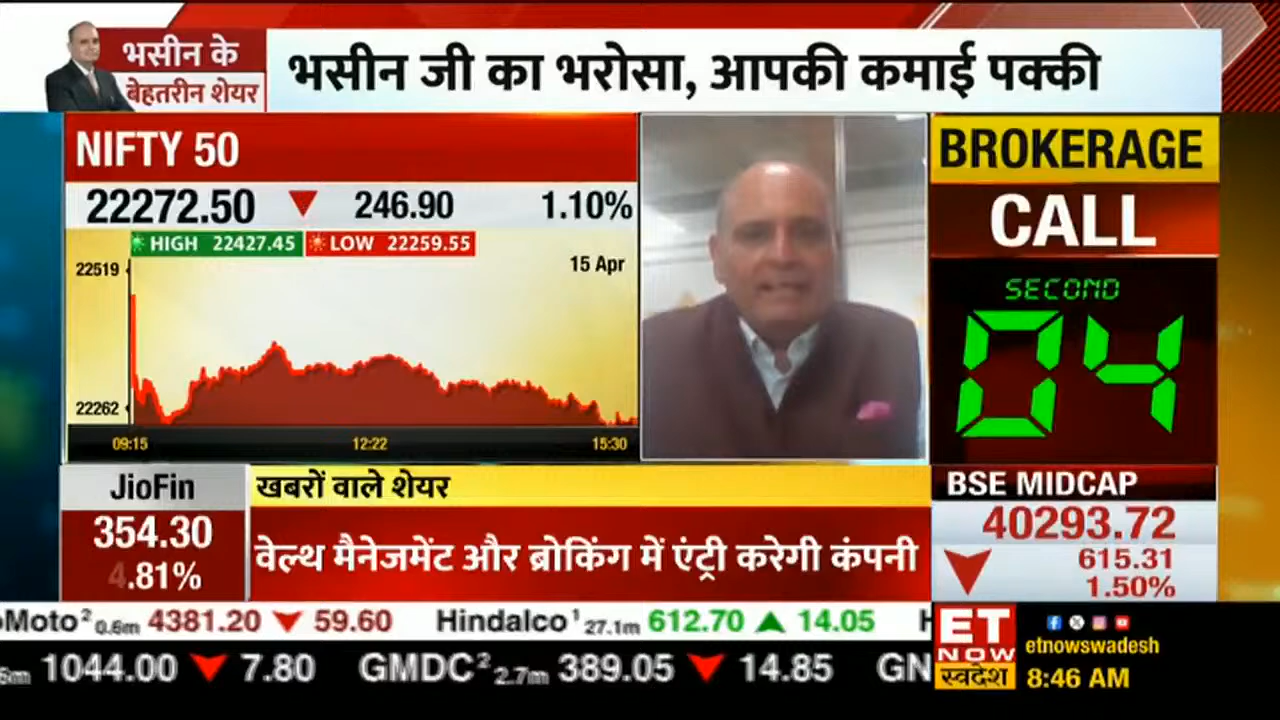 भसीन के
बेहतरीन शेयर
भसीन जी का भरोसा, आपकी कमाई पक्की
NIFTY 50
22272.50 ▼ 246.90 1.10%
HIGH 22427.45 LOW 22259.55
15 Apr
22519
22262
09:15 12:22 15:30
BROKERAGE
CALL
SECOND
04
JioFin
354.30
4.81%
खबरों वाले शेयर
वेल्थ मैनेजमेंट और ब्रोकिंग में एंट्री करेगी कंपनी
BSE MIDCAP
40293.72
▼ 615.31
1.50%
Moto² 0.6m 4381.20 ▼ 59.60 Hindalco¹ 27.1m 612.70 ▲ 14.05
1044.00 ▼ 7.80 GMDC² 2.7m 389.05 ▼ 14.85 GN
ET
NOW
स्वदेश
etnowswadesh
8:46 AM